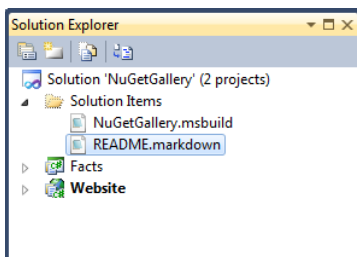 Solution Explorer
Solution 'NuGetGallery' (2 projects)
Solution Items
NuGetGallery.msbuild
README.markdown
Facts
Website